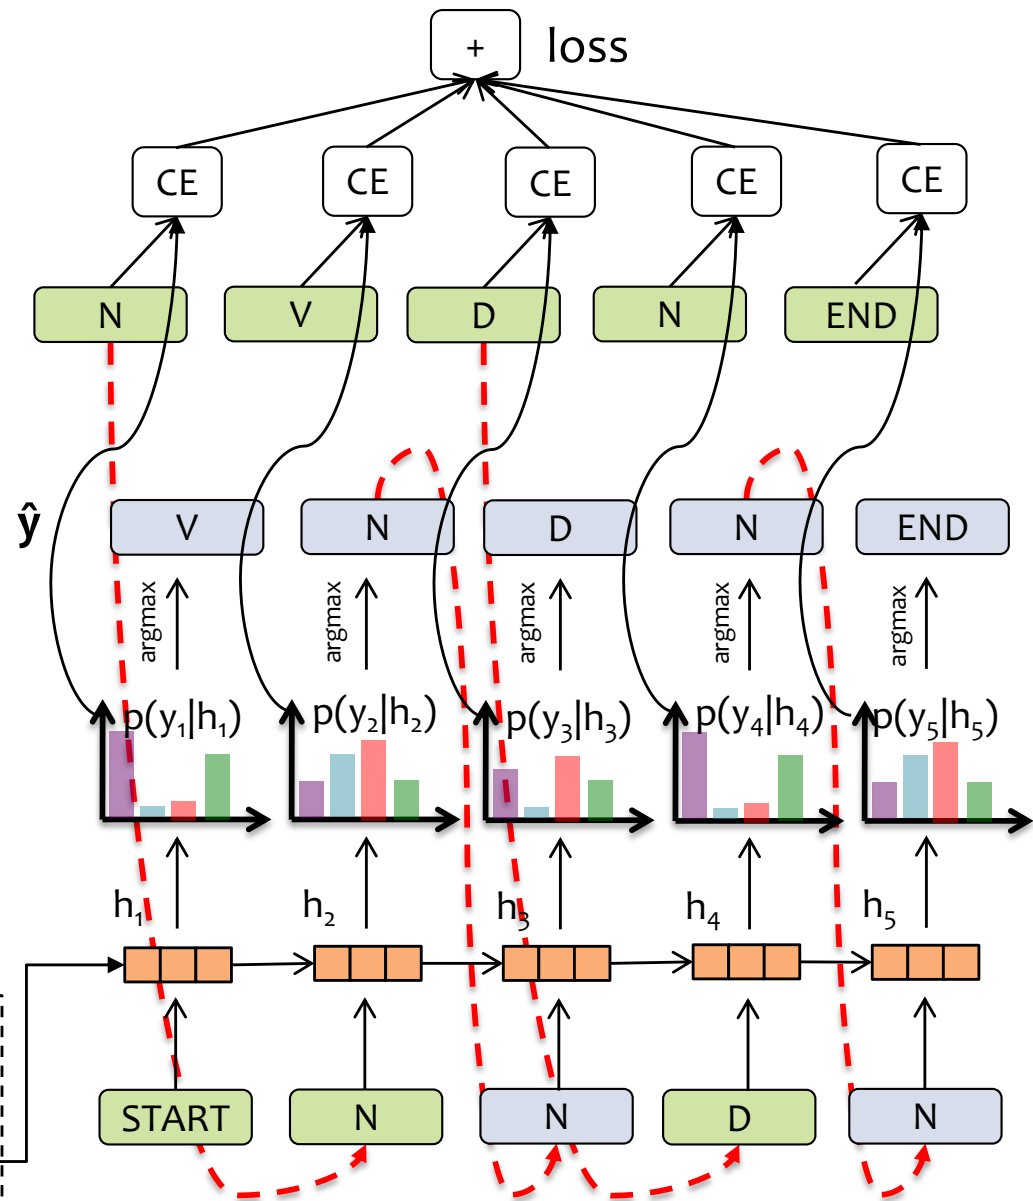 + loss
CE CE CE CE CE
N V D N END
ŷ V N D N END
argmax argmax argmax argmax argmax
p(y₁|h₁) p(y₂|h₂) p(y₃|h₃) p(y₄|h₄) p(y₅|h₅)
h₁ h₂ h₃ h₄ h₅
START N N D N